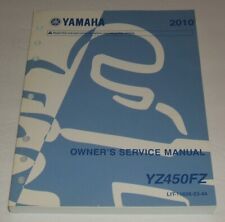 YAMAHA
2010
OWNER'S SERVICE MANUAL
YZ450FZ